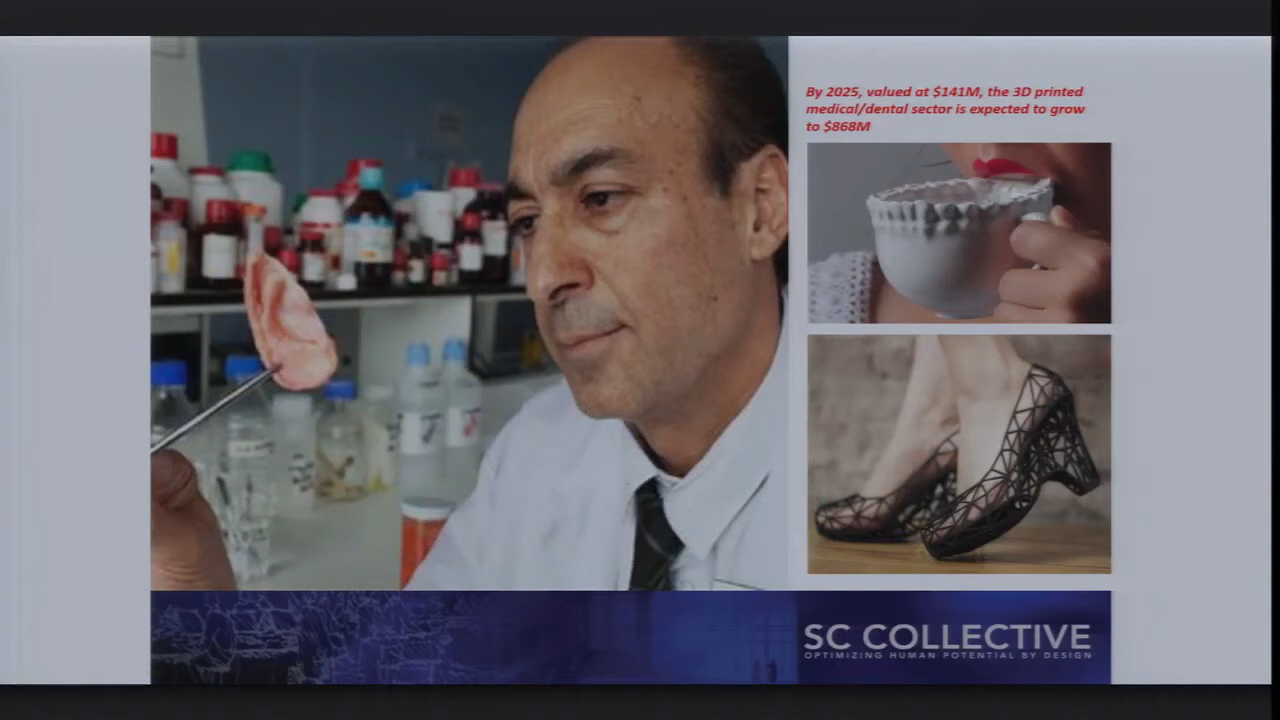 By 2025, valued at $141M, the 3D printed
medical/dental sector is expected to grow
to $868M
SC COLLECTIVE
OPTIMIZING HUMAN POTENTIAL BY DESIGN